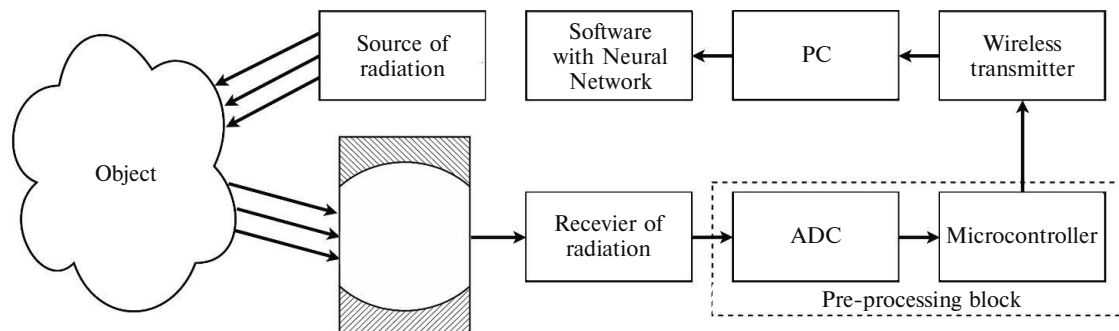 Source of
radiation
Software
with Neural
Network
PC
Wireless
transmitter
Object
Recevier of
radiation
ADC
Microcontroller
Pre-processing block